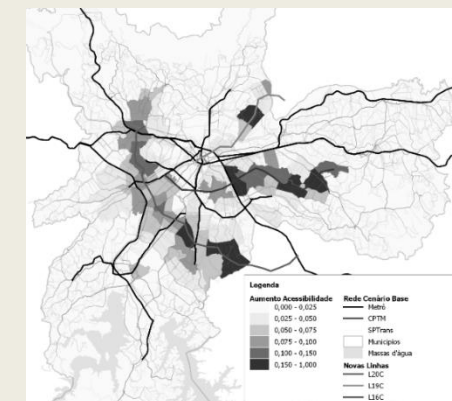 Legenda
Aumento Acessibilidade
0,000 - 0,025
0,025 - 0,050
0,050 - 0,075
0,075 - 0,100
0,100 - 0,150
0,150 - 1,000
Rede Cenário Base
Metrô
CPTM
SPTrans
Municípios
Massas d'água
Novas Linhas
L20C
L19C
L16C